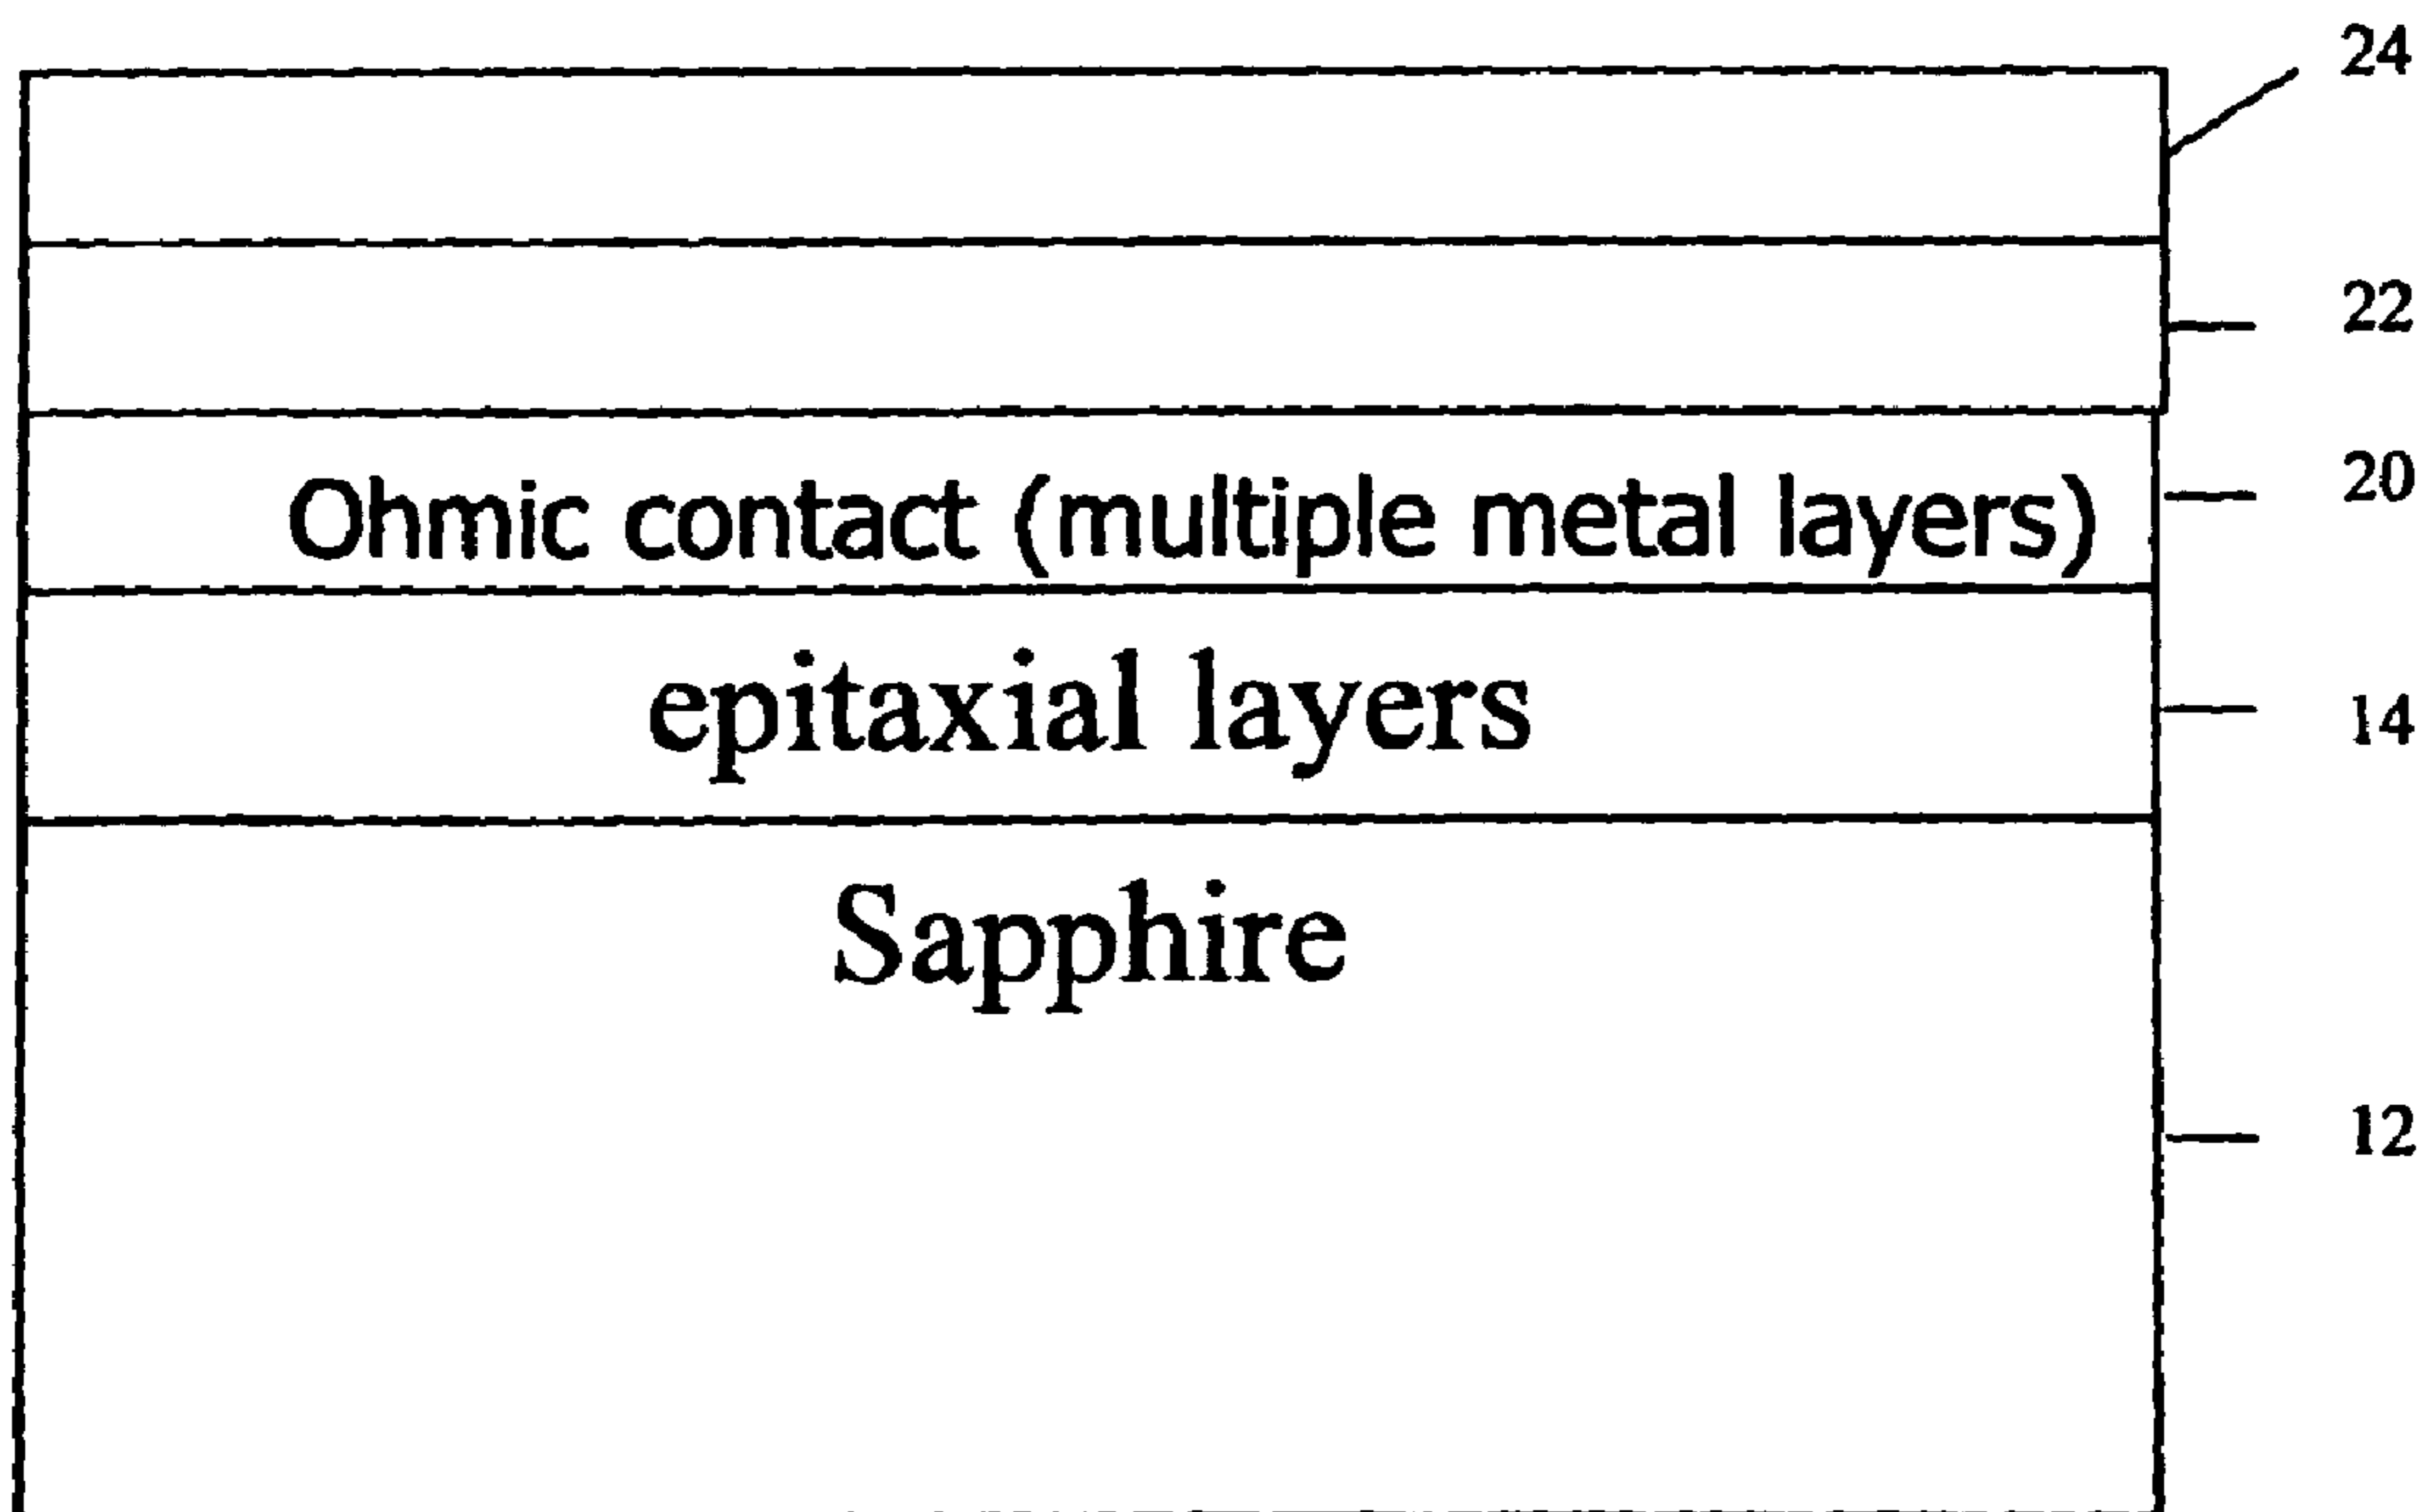 24
22
Ohmic contact (multiple metal layers) 20
epitaxial layers 14
Sapphire
12